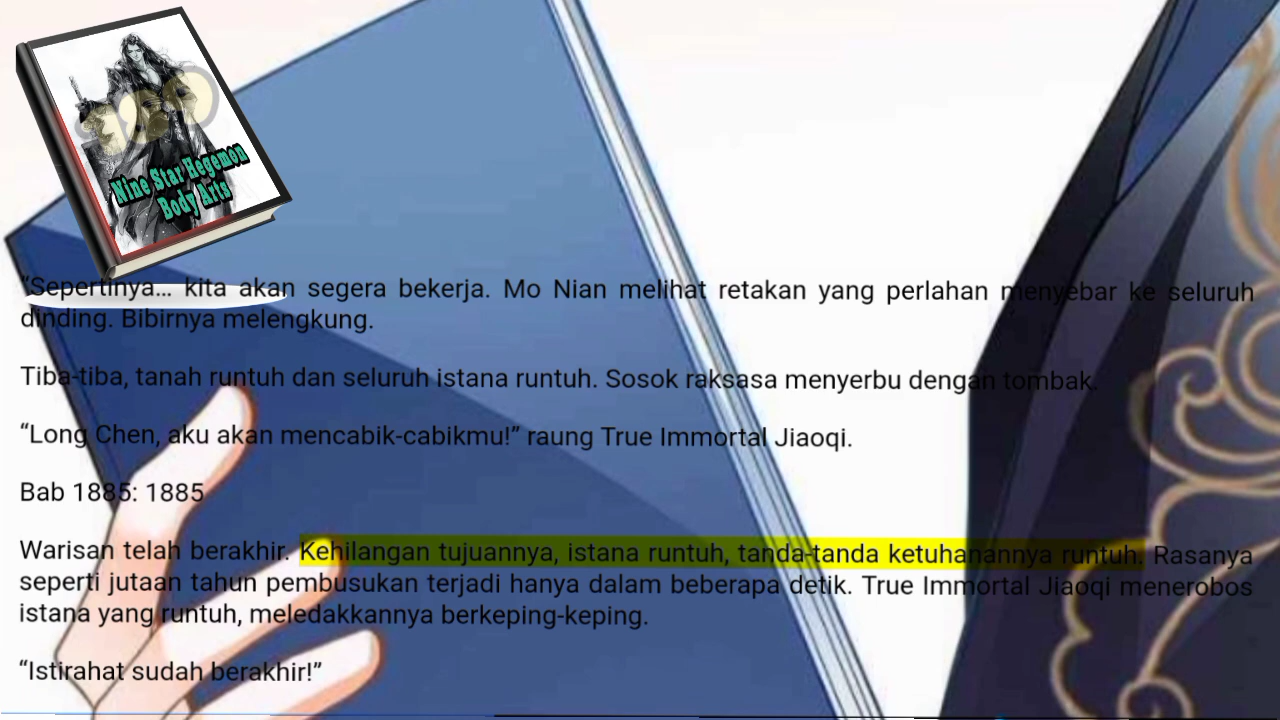 Nine Star Hegemon
Body Arts
“Sepertinya… kita akan segera bekerja. Mo Nian melihat retakan yang perlahan menyebar ke seluruh
dinding. Bibirnya melengkung.
Tiba-tiba, tanah runtuh dan seluruh istana runtuh. Sosok raksasa menyerbu dengan tombak.
“Long Chen, aku akan mencabik-cabikmu!” raung True Immortal Jiaoqi.
Bab 1885: 1885
Warisan telah berakhir. Kehilangan tujuannya, istana runtuh, tanda-tanda ketuhanannya runtuh. Rasanya
seperti jutaan tahun pembusukan terjadi hanya dalam beberapa detik. True Immortal Jiaoqi menerobos
istana yang runtuh, meledakkannya berkeping-keping.
“Istirahat sudah berakhir!”